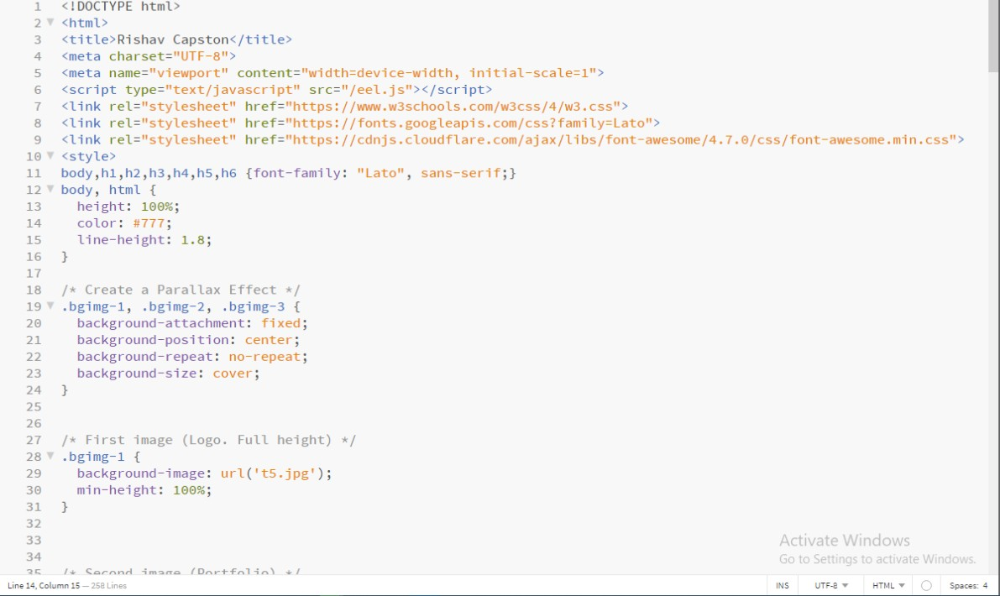 1 <!DOCTYPE html>
2 <html>
3 <title>Rishav Capston</title>
4 <meta charset="UTF-8">
5 <meta name="viewport" content="width=device-width, initial-scale=1">
6 <script type="text/javascript" src="/eel.js"></script>
7 <link rel="stylesheet" href="https://www.w3schools.com/w3css/4/w3.css">
8 <link rel="stylesheet" href="https://fonts.googleapis.com/css?family=Lato">
9 <link rel="stylesheet" href="https://cdnjs.cloudflare.com/ajax/libs/font-awesome/4.7.0/css/font-awesome.min.css">
10 <style>
11 body,h1,h2,h3,h4,h5,h6 {font-family: "Lato", sans-serif;}
12 body, html {
13   height: 100%;
14   color: #777;
15   line-height: 1.8;
16 }
17
18 /* Create a Parallax Effect */
19 .bgimg-1, .bgimg-2, .bgimg-3 {
20   background-attachment: fixed;
21   background-position: center;
22   background-repeat: no-repeat;
23   background-size: cover;
24 }
25
26
27 /* First image (Logo. Full height) */
28 .bgimg-1 {
29   background-image: url('t5.jpg');
30   min-height: 100%;
31 }
32
33
34
35 /* Second image (Portfolio) */
Activate Windows
Go to Settings to activate Windows.
Line 14, Column 15 — 258 Lines INS UTF-8 HTML Spaces: 4